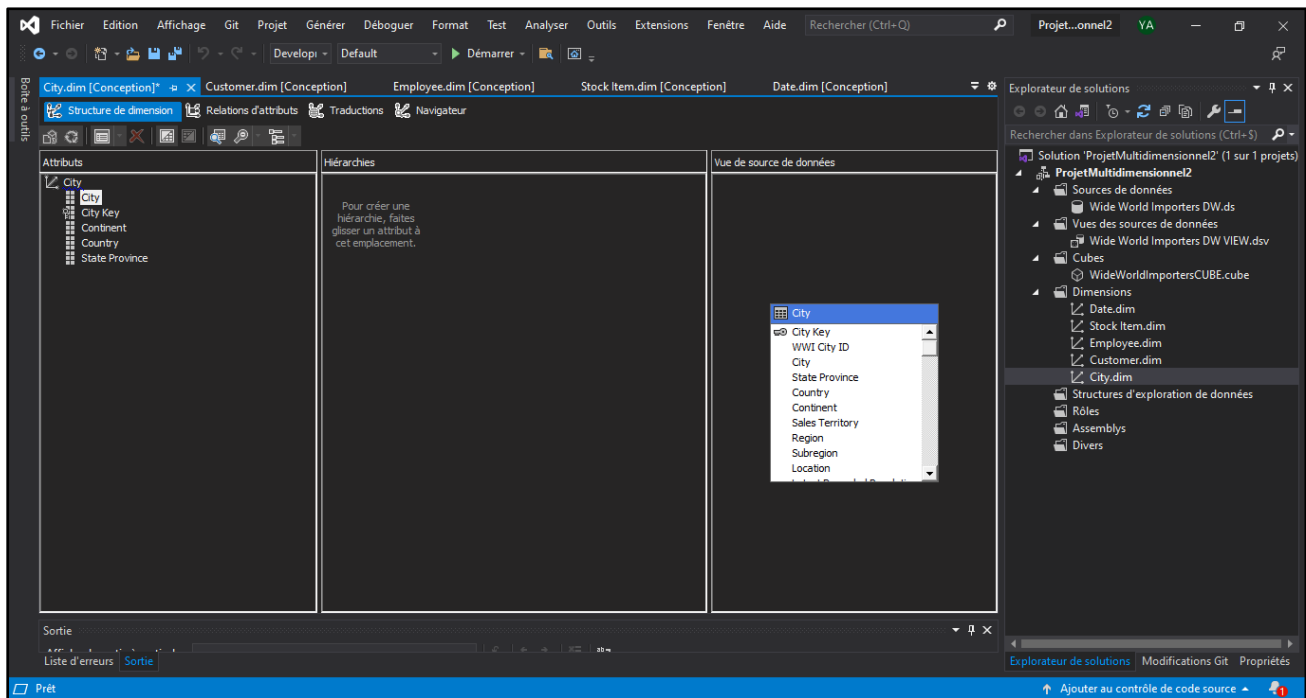 Fichier Edition Affichage Git Projet Générer Déboguer Format Test Analyser Outils Extensions Fenêtre Aide Rechercher (Ctrl+Q) Projet...onnel2 YA
Developı Default Démarrer
Boîte à outils
City.dim [Conception]* Customer.dim [Conception] Employee.dim [Conception] Stock Item.dim [Conception] Date.dim [Conception]
Structure de dimension Relations d'attributs Traductions Navigateur
Attributs
City
City
City Key
Continent
Country
State Province
Hiérarchies
Pour créer une
hiérarchie, faites
glisser un attribut à
cet emplacement.
Vue de source de données
City
City Key
WWI City ID
City
State Province
Country
Continent
Sales Territory
Region
Subregion
Location
Explorateur de solutions
Rechercher dans Explorateur de solutions (Ctrl+$)
Solution 'ProjetMultidimensionnel2' (1 sur 1 projets)
ProjetMultidimensionnel2
Sources de données
Wide World Importers DW.ds
Vues des sources de données
Wide World Importers DW VIEW.dsv
Cubes
WideWorldImportersCUBE.cube
Dimensions
Date.dim
Stock Item.dim
Employee.dim
Customer.dim
City.dim
Structures d'exploration de données
Rôles
Assemblys
Divers
Sortie
Liste d'erreurs Sortie
Explorateur de solutions Modifications Git Propriétés
Prêt
Ajouter au contrôle de code source 1